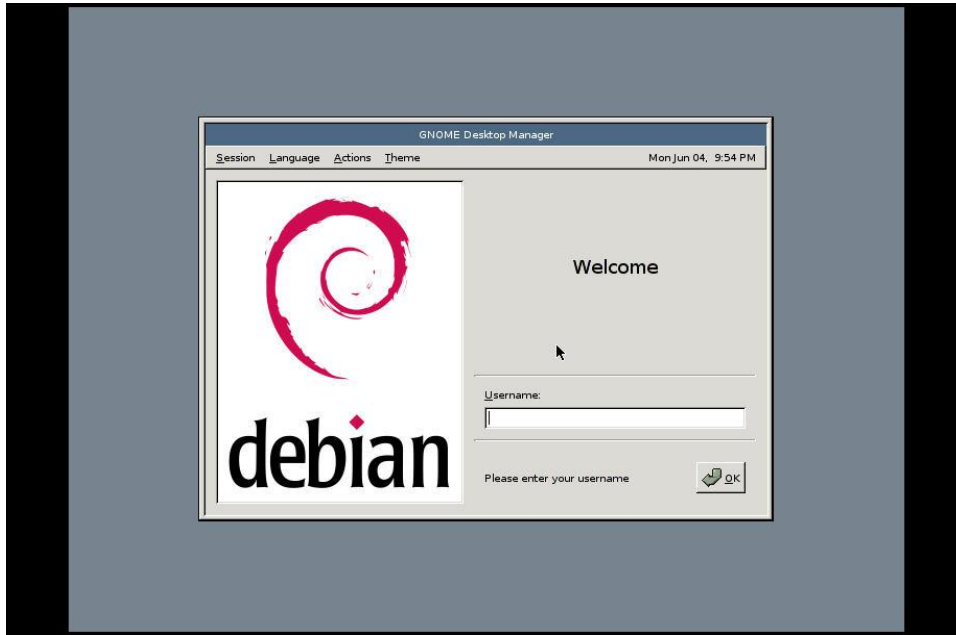 GNOME Desktop Manager
Session Language Actions Theme Mon Jun 04, 9:54 PM
Welcome
Username:
debian
Please enter your username OK